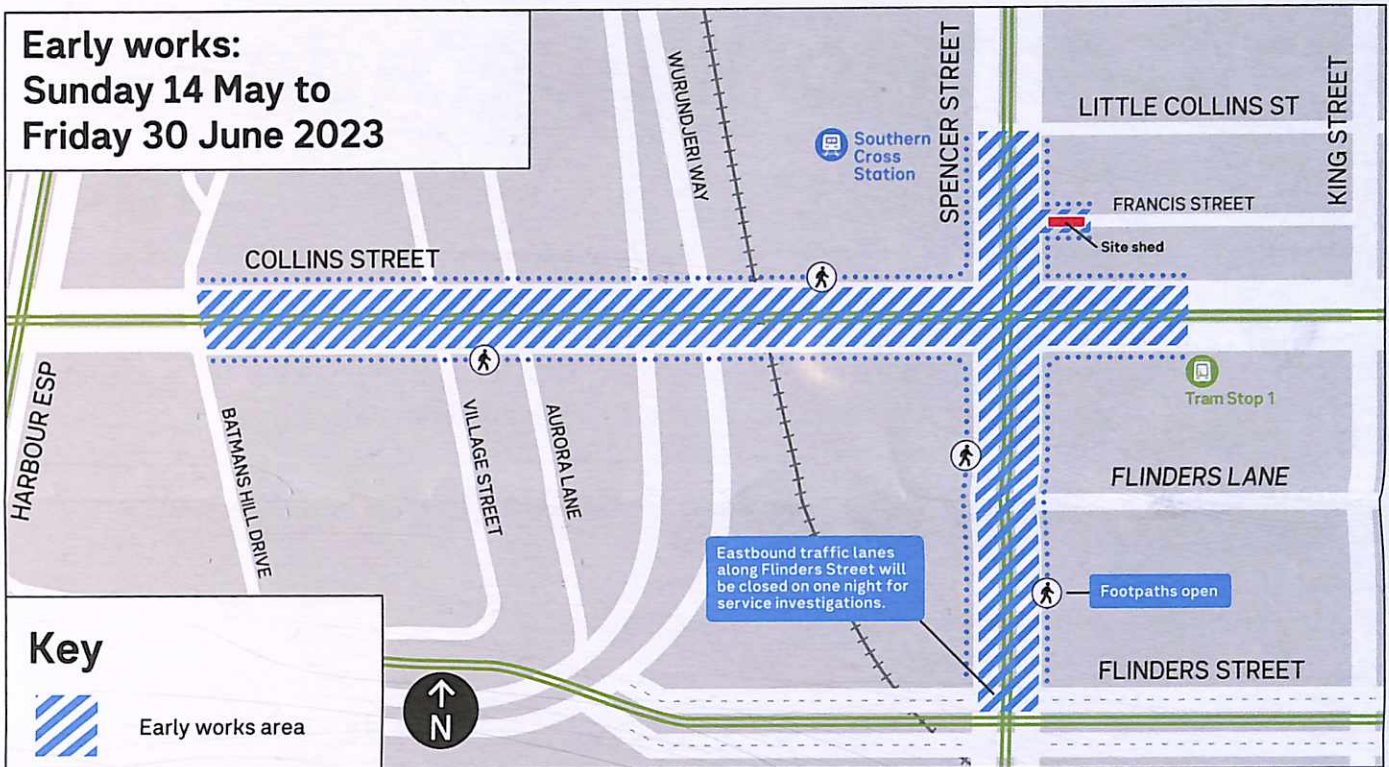 Early works:
Sunday 14 May to
Friday 30 June 2023
WURUNDJERI WAY
SPENCER STREET
LITTLE COLLINS ST
KING STREET
Southern
Cross
Station
FRANCIS STREET
Site shed
COLLINS STREET
HARBOUR ESP
BATMANS HILL DRIVE
VILLAGE STREET
AURORA LANE
Tram Stop 1
FLINDERS LANE
Eastbound traffic lanes
along Flinders Street will
be closed on one night for
service investigations.
Footpaths open
FLINDERS STREET
Key
Early works area
N